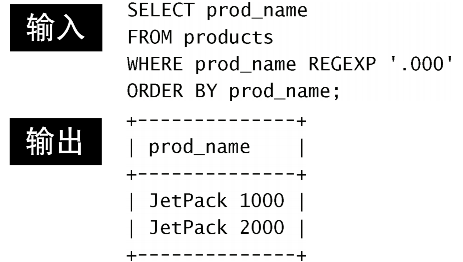 输入
SELECT prod_name
FROM products
WHERE prod_name REGEXP '.000'
ORDER BY prod_name;
输出
+--------------+
| prod_name    |
+--------------+
| JetPack 1000 |
| JetPack 2000 |
+--------------+